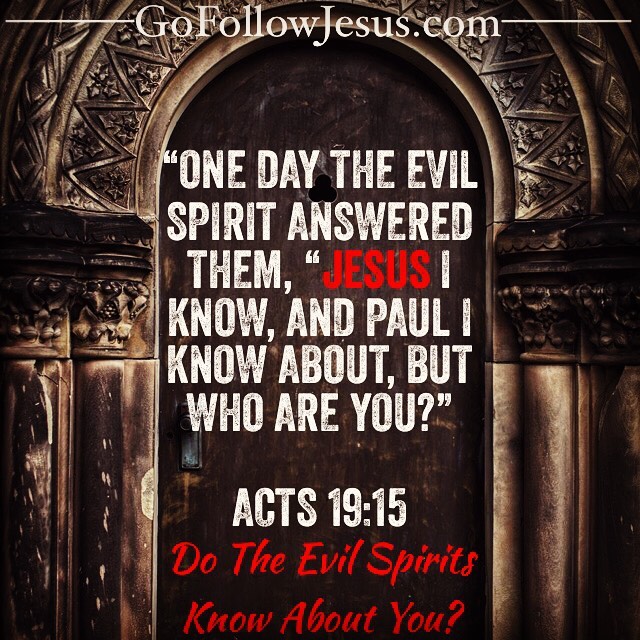 GoFollowJesus.com
“ONE DAY THE EVIL
SPIRIT ANSWERED
THEM, “JESUS I
KNOW, AND PAUL I
KNOW ABOUT, BUT
WHO ARE YOU?”
ACTS 19:15
Do The Evil Spirits
Know About You?